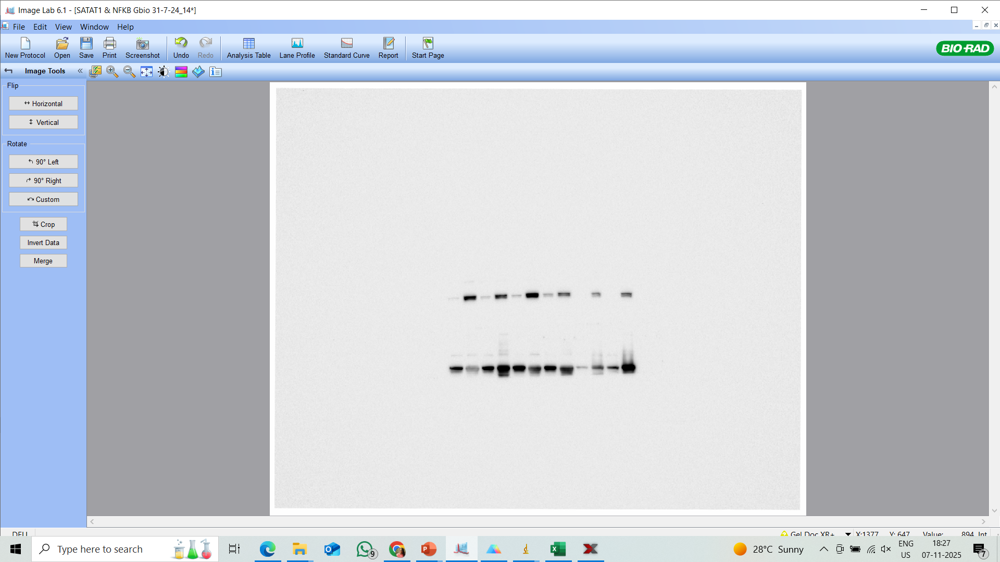 Image Lab 6.1 - [SATAT1 & NFKB Gbio 31-7-24_14*]
File Edit View Window Help
New Protocol Open Save Print Screenshot Undo Redo Analysis Table Lane Profile Standard Curve Report Start Page
BIO-RAD
Image Tools
Flip
Horizontal
Vertical
Rotate
90° Left
90° Right
Custom
Crop
Invert Data
Merge
Gel Doc XR+ X:1377 Y: 647 Value: 894 Int
Type here to search
9
28°C Sunny
ENG
US
18:27
07-11-2025
7